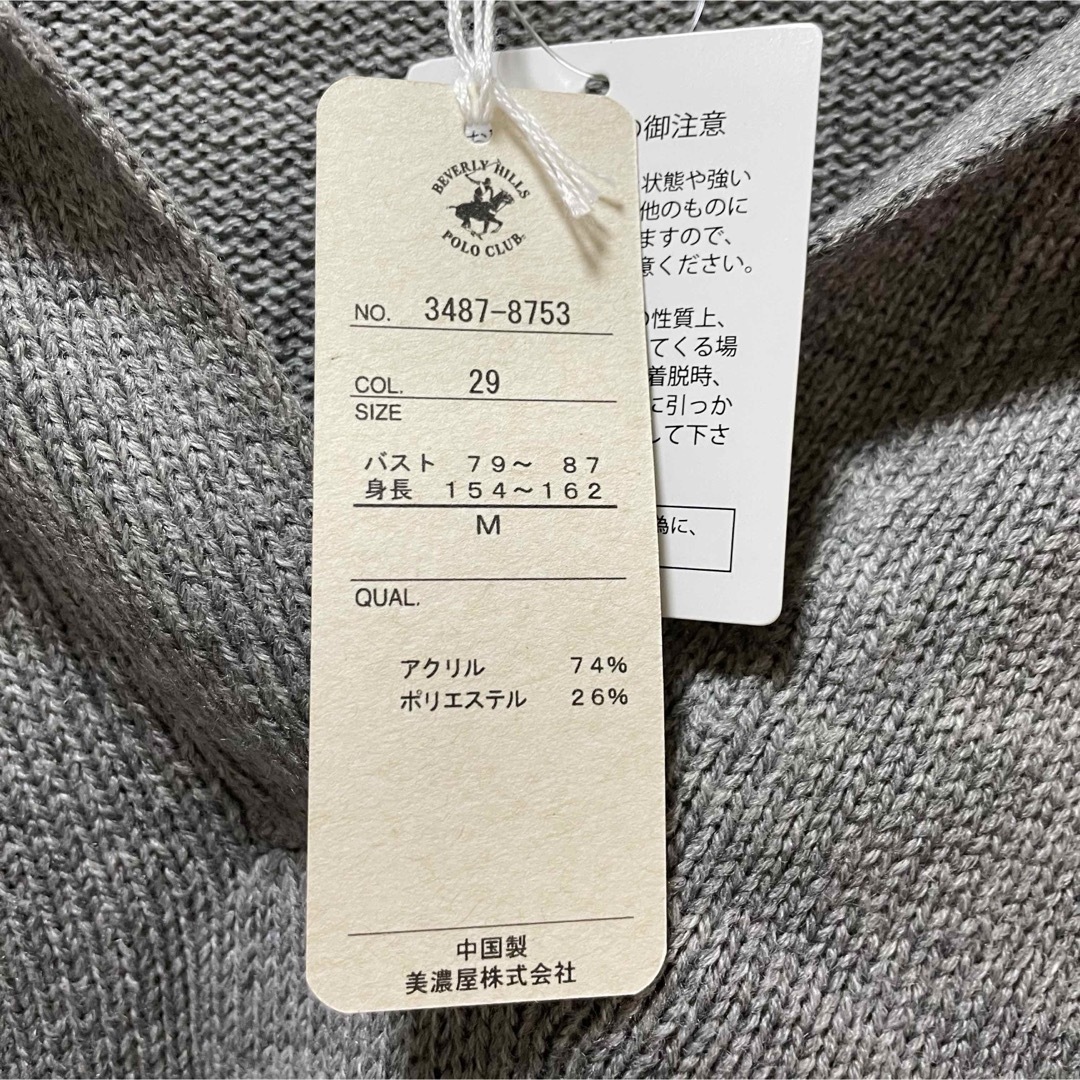 BEVERLY HILLS
POLO CLUB
NO. 3487-8753
COL. 29
SIZE
バスト 79～ 87
身長 154～162
M
QUAL.
アクリル 74%
ポリエステル 26%
中国製
美濃屋株式会社
の御注意
状態や強い
他のものに
ますので、
意ください。
の性質上、
てくる場
着脱時、
に引っか
して下さ
為に、